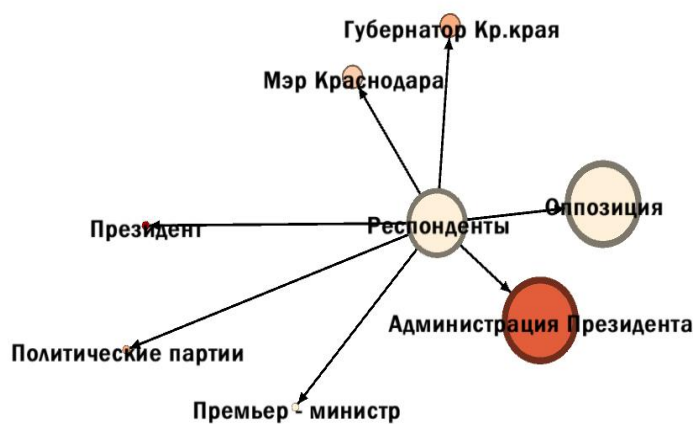 Губернатор Кр.края
Мэр Краснодара
Оппозиция
Президент
Респонденты
Администрация Президента
Политические партии
Премьер - министр